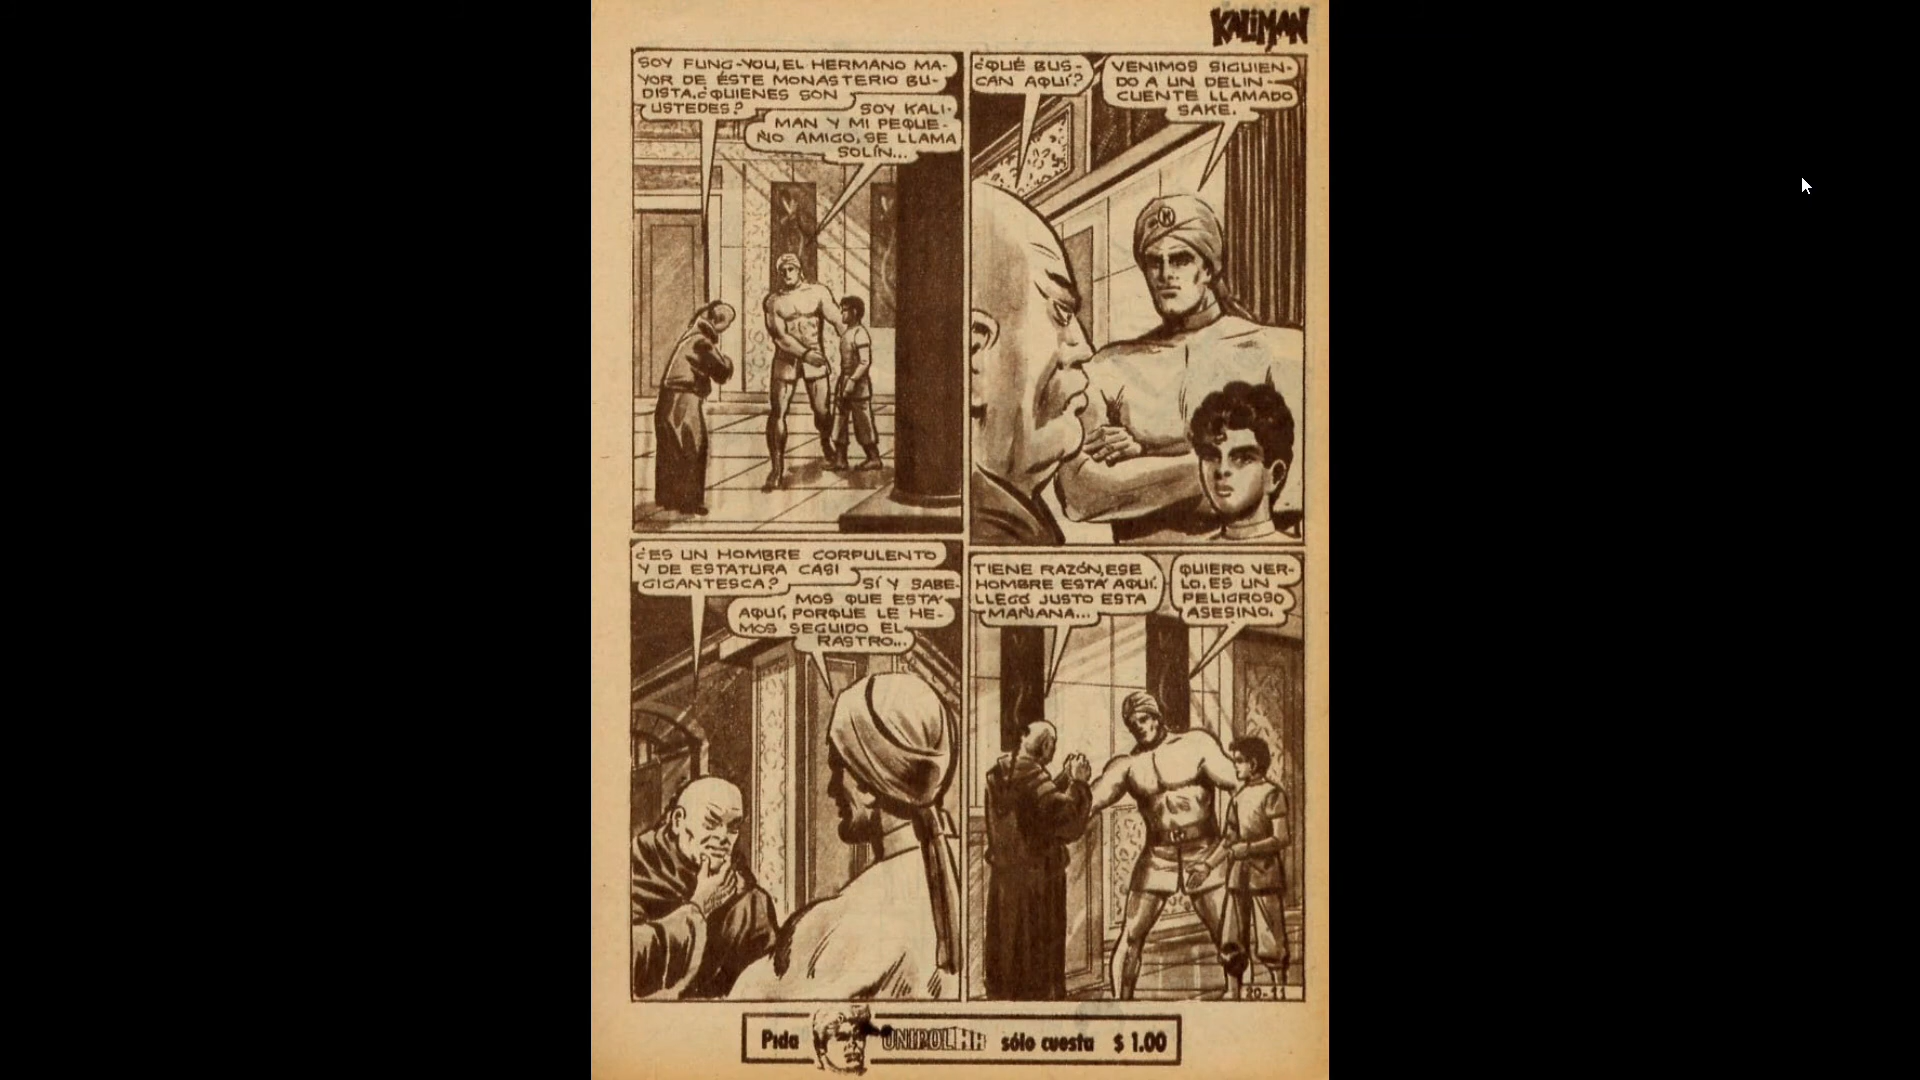 KALIMAN
SOY FUNG-YOU, EL HERMANO MA-
YOR DE ÉSTE MONASTERIO BU-
DISTA.¿QUIENES SON
USTEDES?
SOY KALI-
MAN Y MI PEQUE-
ÑO AMIGO, SE LLAMA
SOLÍN...
¿QUÉ BUS-
CAN AQUÍ?
VENIMOS SIGUIEN-
DO A UN DELIN-
CUENTE LLAMADO
SAKE.
¿ES UN HOMBRE CORPULENTO
Y DE ESTATURA CASI
GIGANTESCA?
SÍ Y SABE-
MOS QUE ESTÁ
AQUÍ, PORQUE LE HE-
MOS SEGUIDO EL
RASTRO...
TIENE RAZÓN, ESE
HOMBRE ESTÁ AQUÍ.
LLEGÓ JUSTO ESTA
MAÑANA...
QUIERO VER-
LO. ES UN
PELIGROSO
ASESINO.
20-11
Pida
sólo cuesta $ 1.00